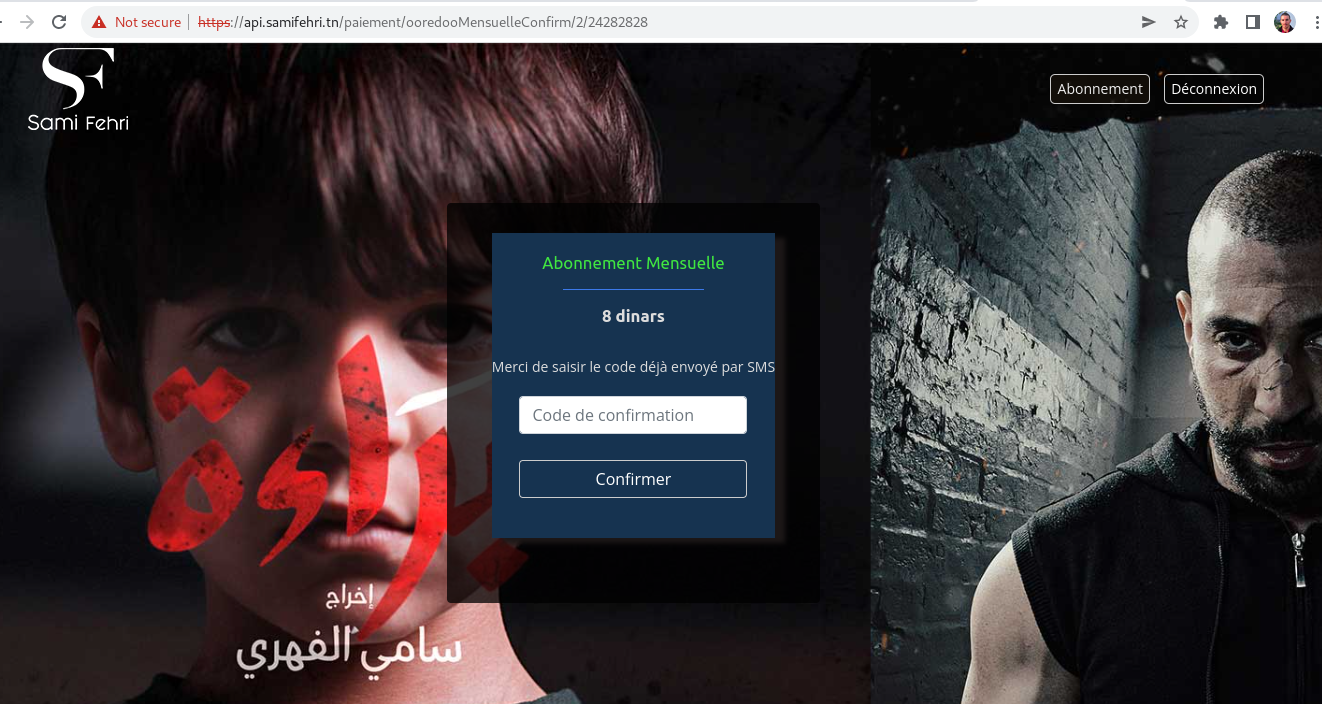 Not secure
https://api.samifehri.tn/paiement/ooredooMensuelleConfirm/2/24282828
SF
Sami Fehri
Abonnement
Déconnexion
Abonnement Mensuelle
8 dinars
Merci de saisir le code déjà envoyé par SMS
Code de confirmation
Confirmer
براءة
إخراج
سامي الفهري